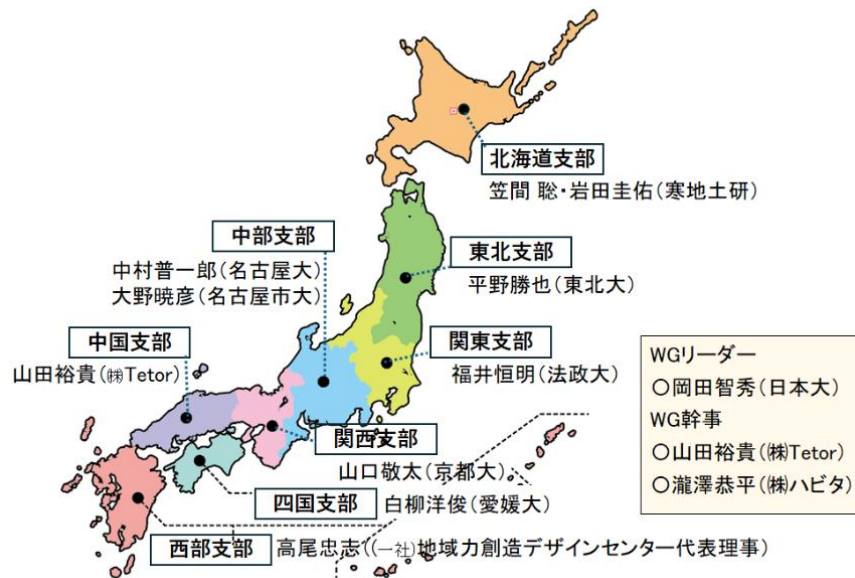 北海道支部
笠間 聡・岩田圭佑(寒地土研)
中部支部
中村普一郎(名古屋大)
大野暁彦(名古屋市大)
東北支部
平野勝也(東北大)
中国支部
山田裕貴(㈱Tetor)
関東支部
福井恒明(法政大)
関西支部
山口敬太(京都大)
四国支部
白柳洋俊(愛媛大)
西部支部
高尾忠志((一社)地域力創造デザインセンター代表理事)
WGリーダー
○岡田智秀(日本大)
WG幹事
○山田裕貴(㈱Tetor)
○瀧澤恭平(㈱ハビタ)